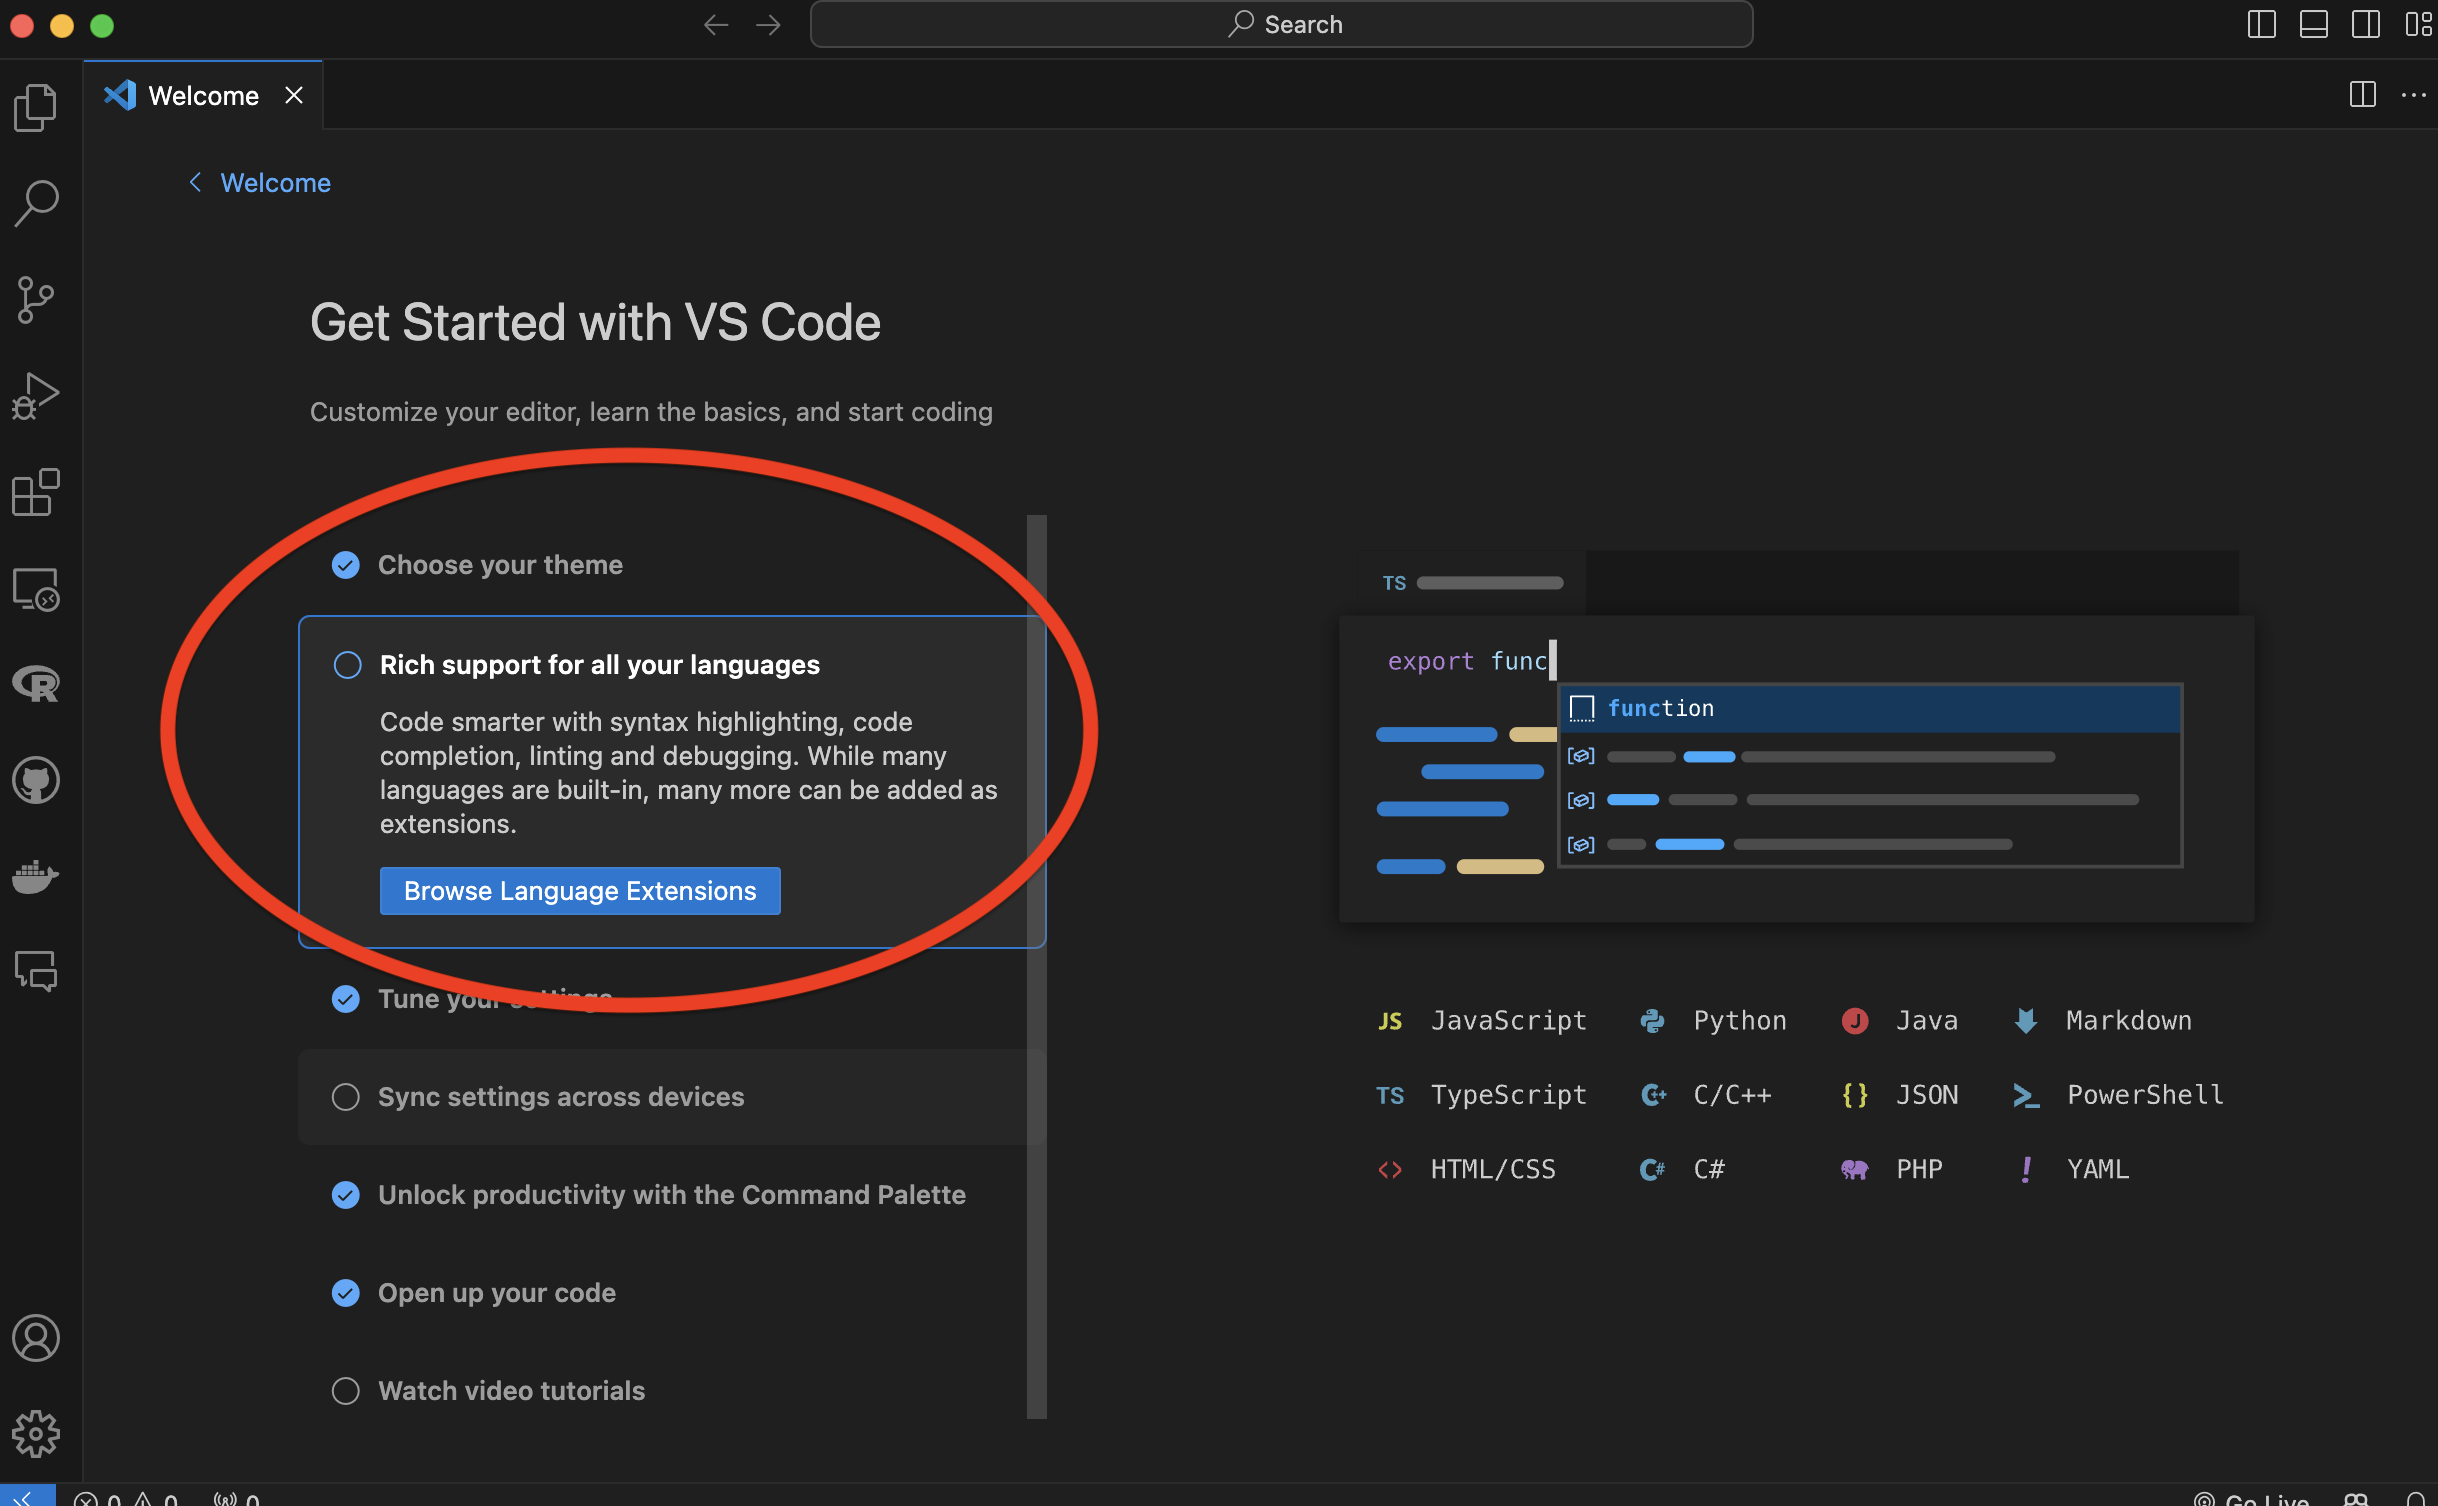 Search
Welcome
Welcome
Get Started with VS Code
Customize your editor, learn the basics, and start coding
Choose your theme
Rich support for all your languages
Code smarter with syntax highlighting, code
completion, linting and debugging. While many
languages are built-in, many more can be added as
extensions.
Browse Language Extensions
Tune your settings
Sync settings across devices
Unlock productivity with the Command Palette
Open up your code
Watch video tutorials
TS
export func
function
JS JavaScript Python J Java Markdown
TS TypeScript C++ C/C++ {} JSON >_ PowerShell
<> HTML/CSS C# C# PHP ! YAML
0 0 0 Go Live